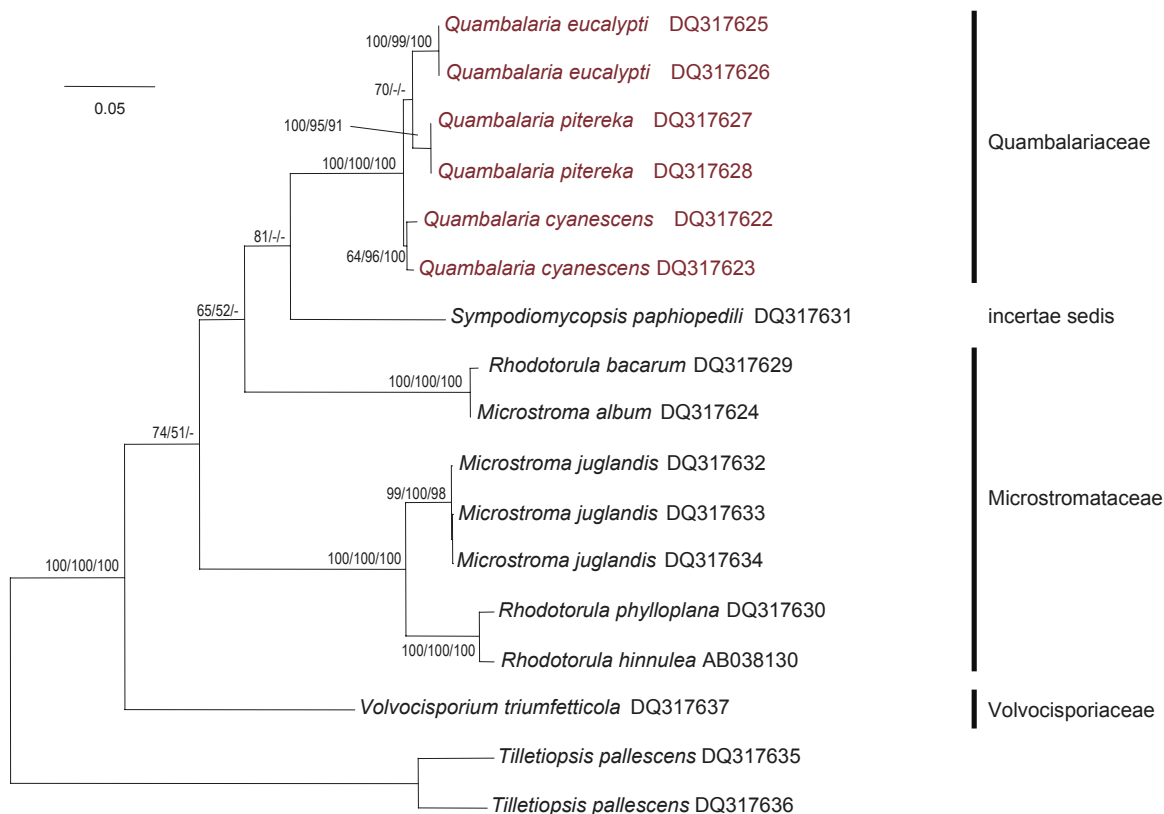 Quambalaria eucalypti DQ317625
100/99/100
Quambalaria eucalypti DQ317626
0.05
70/-/-
Quambalaria pitereka DQ317627
100/95/91
Quambalariaceae
100/100/100
Quambalaria pitereka DQ317628
Quambalaria cyanescens DQ317622
81/-/-
64/96/100
Quambalaria cyanescens DQ317623
65/52/-
Sympodiomycopsis paphiopedili DQ317631
incertae sedis
Rhodotorula bacarum DQ317629
100/100/100
Microstroma album DQ317624
74/51/-
Microstroma juglandis DQ317632
99/100/98
Microstromataceae
Microstroma juglandis DQ317633
100/100/100
Microstroma juglandis DQ317634
100/100/100
Rhodotorula phylloplana DQ317630
100/100/100
Rhodotorula hinnulea AB038130
Volvocisporium triumfetticola DQ317637
Volvocisporiaceae
Tilletiopsis pallescens DQ317635
Tilletiopsis pallescens DQ317636